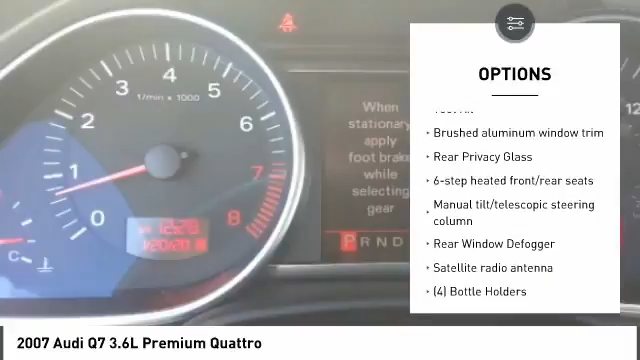 0
1
2
3
4
5
6
7
8
1/min x 1000
C
When
stationary
apply
foot brake
while
selecting
gear
P R N D
12
OPTIONS
Brushed aluminum window trim
Rear Privacy Glass
6-step heated front/rear seats
Manual tilt/telescopic steering
column
Rear Window Defogger
Satellite radio antenna
(4) Bottle Holders
2007 Audi Q7 3.6L Premium Quattro